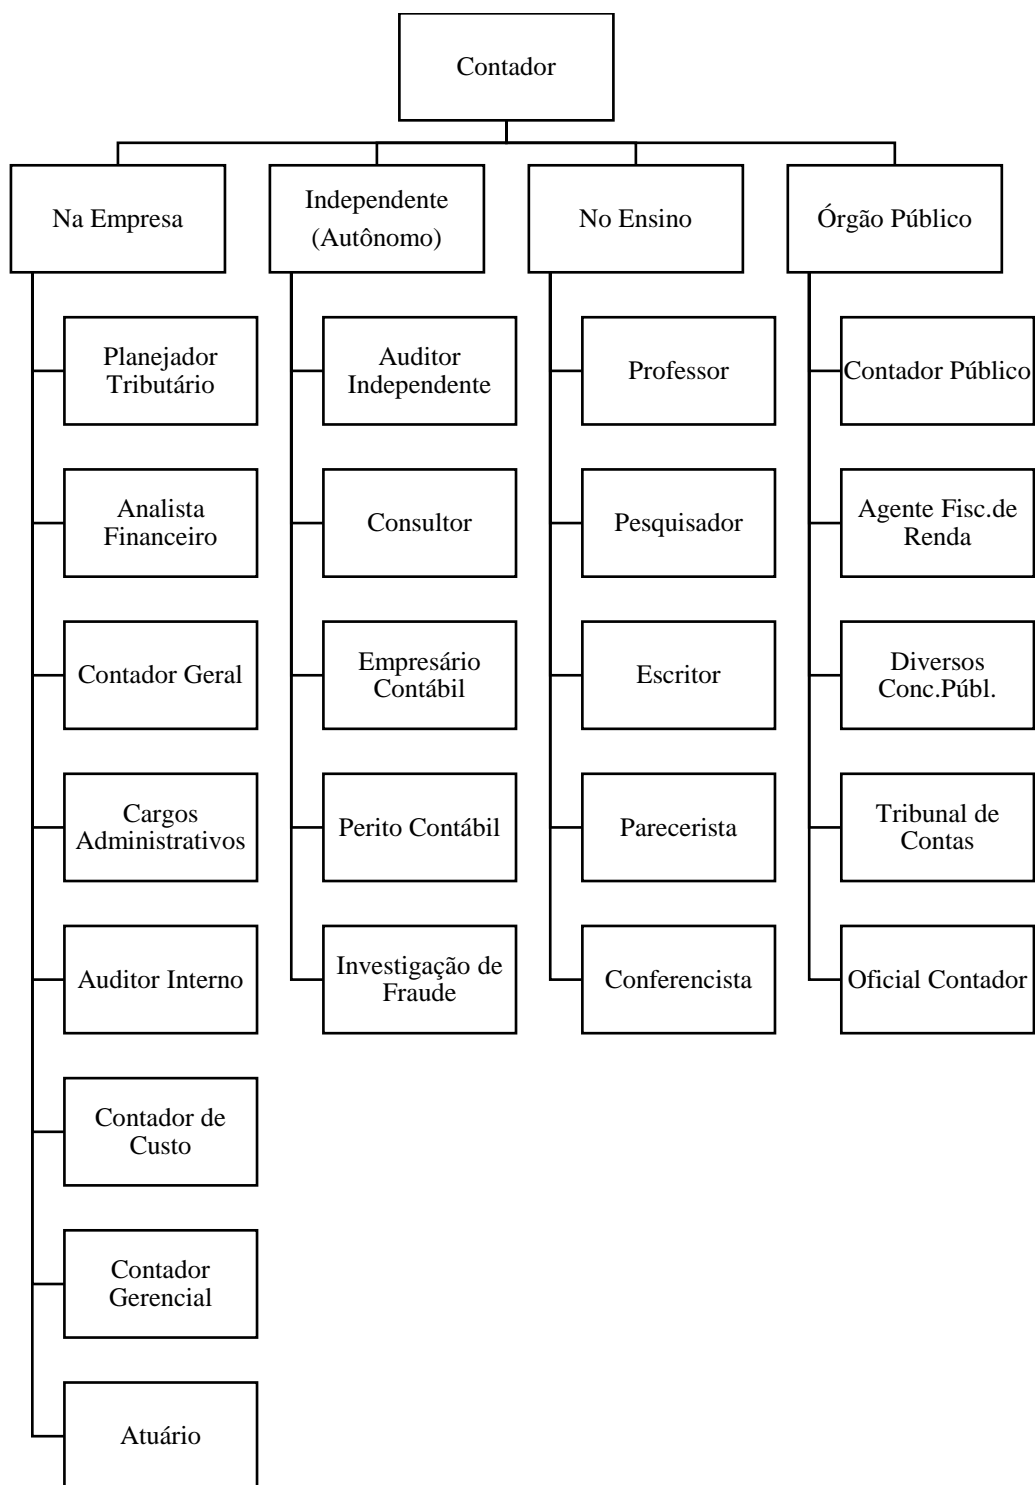 Contador
Na Empresa
Independente
(Autônomo)
No Ensino
Órgão Público
Planejador
Tributário
Analista
Financeiro
Contador Geral
Cargos
Administrativos
Auditor Interno
Contador de
Custo
Contador
Gerencial
Atuário
Auditor
Independente
Consultor
Empresário
Contábil
Perito Contábil
Investigação de
Fraude
Professor
Pesquisador
Escritor
Parecerista
Conferencista
Contador Público
Agente Fisc.de
Renda
Diversos
Conc.Públ.
Tribunal de
Contas
Oficial Contador